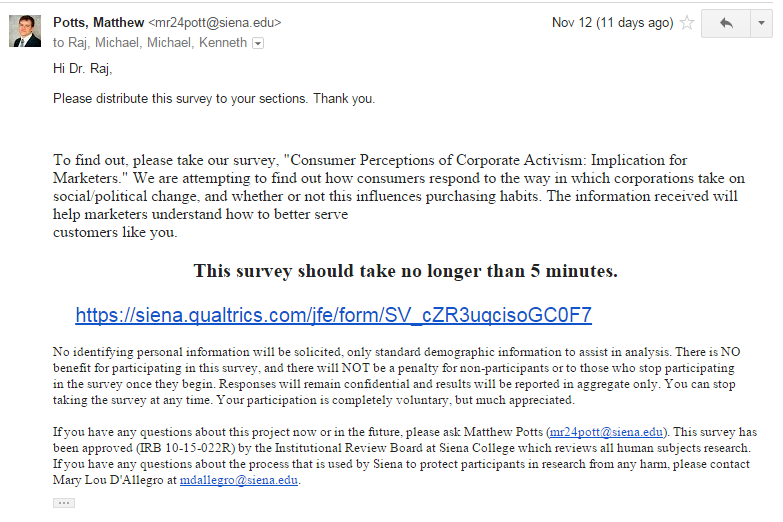 Potts, Matthew <mr24pott@siena.edu>
Nov 12 (11 days ago)
to Raj, Michael, Michael, Kenneth
Hi Dr. Raj,
Please distribute this survey to your sections. Thank you.
To find out, please take our survey, "Consumer Perceptions of Corporate Activism: Implication for
Marketers." We are attempting to find out how consumers respond to the way in which corporations take on
social/political change, and whether or not this influences purchasing habits. The information received will
help marketers understand how to better serve
customers like you.
This survey should take no longer than 5 minutes.
https://siena.qualtrics.com/jfe/form/SV_cZR3uqcisoGC0F7
No identifying personal information will be solicited, only standard demographic information to assist in analysis. There is NO
benefit for participating in this survey, and there will NOT be a penalty for non-participants or to those who stop participating
in the survey once they begin. Responses will remain confidential and results will be reported in aggregate only. You can stop
taking the survey at any time. Your participation is completely voluntary, but much appreciated.
If you have any questions about this project now or in the future, please ask Matthew Potts (mr24pott@siena.edu). This survey has
been approved (IRB 10-15-022R) by the Institutional Review Board at Siena College which reviews all human subjects research.
If you have any questions about the process that is used by Siena to protect participants in research from any harm, please contact
Mary Lou D'Allegro at mdallegro@siena.edu.